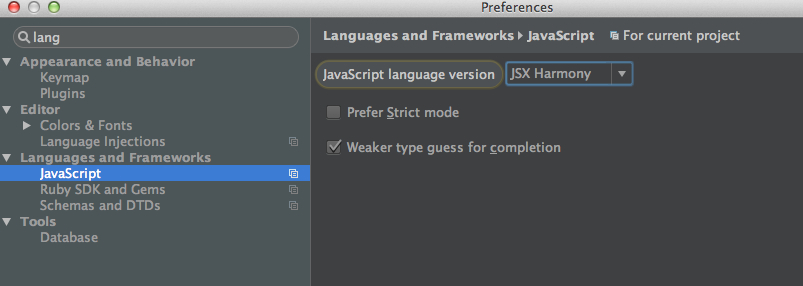 Preferences
lang
Appearance and Behavior
Keymap
Plugins
Editor
Colors & Fonts
Language Injections
Languages and Frameworks
JavaScript
Ruby SDK and Gems
Schemas and DTDs
Tools
Database
Languages and Frameworks JavaScript For current project
JavaScript language version JSX Harmony
Prefer Strict mode
Weaker type guess for completion